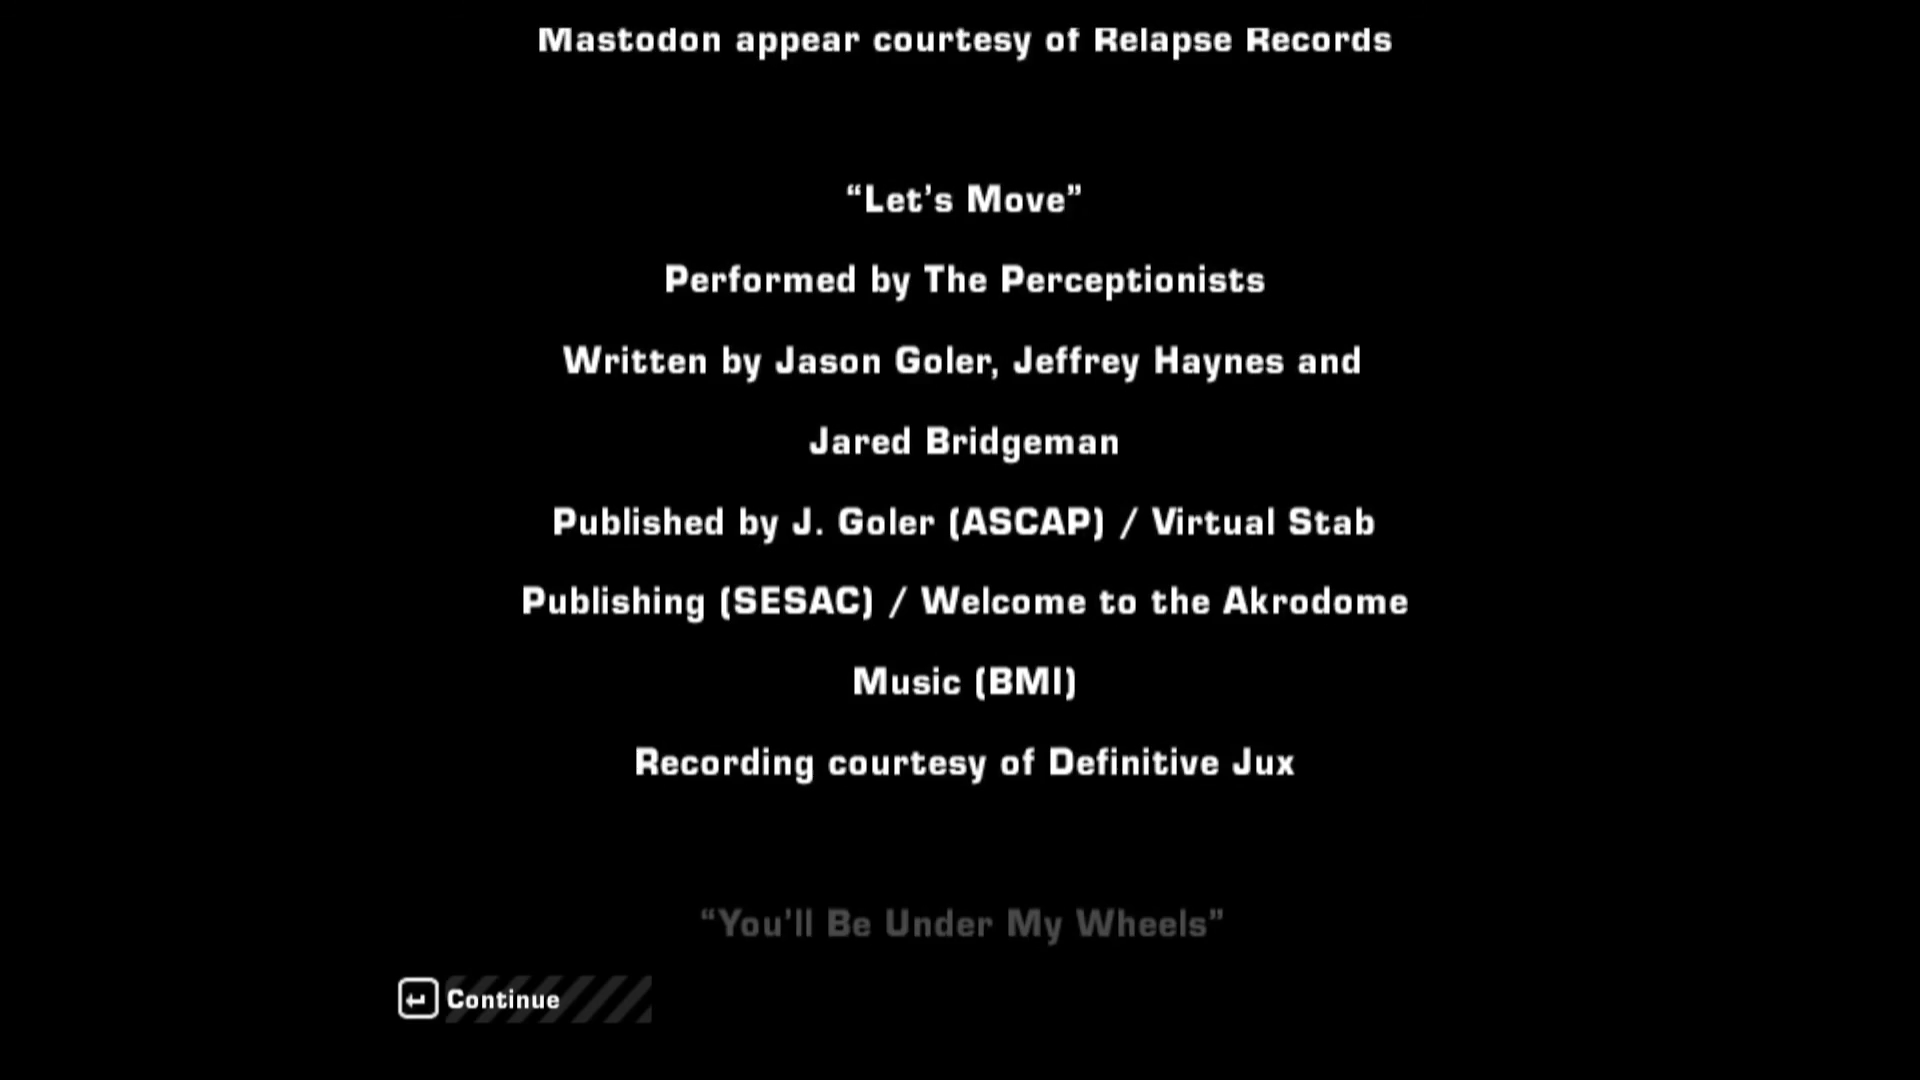 Mastodon appear courtesy of Relapse Records
“Let’s Move”
Performed by The Perceptionists
Written by Jason Goler, Jeffrey Haynes and
Jared Bridgeman
Published by J. Goler (ASCAP) / Virtual Stab
Publishing (SESAC) / Welcome to the Akrodome
Music (BMI)
Recording courtesy of Definitive Jux
“You’ll Be Under My Wheels”
Continue